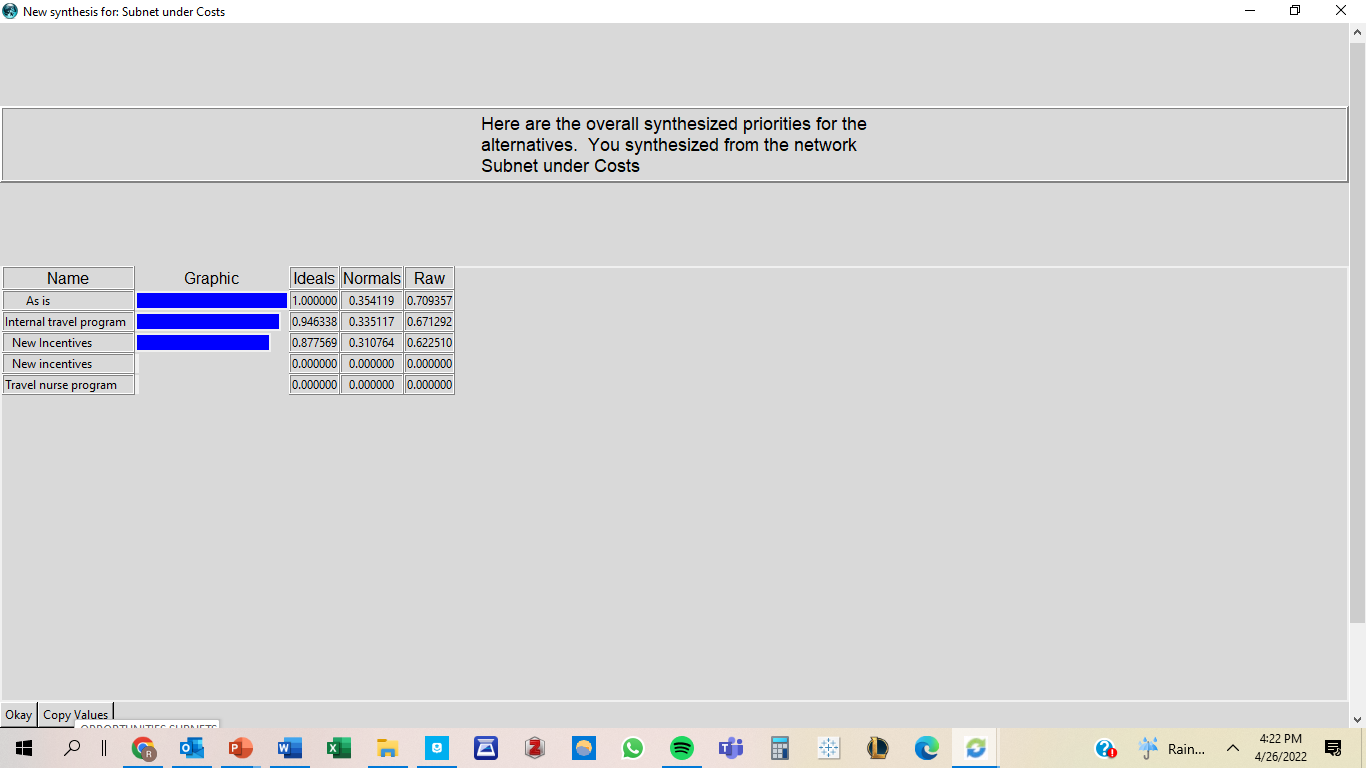 New synthesis for: Subnet under Costs
Here are the overall synthesized priorities for the
alternatives.  You synthesized from the network
Subnet under Costs
Name Graphic Ideals Normals Raw
As is 1.000000 0.354119 0.709357
Internal travel program 0.946338 0.335117 0.671292
New Incentives 0.877569 0.310764 0.622510
New incentives 0.000000 0.000000 0.000000
Travel nurse program 0.000000 0.000000 0.000000
Okay Copy Values
OPPORTUNITIES SUBNETS
Rain...
4:22 PM
4/26/2022